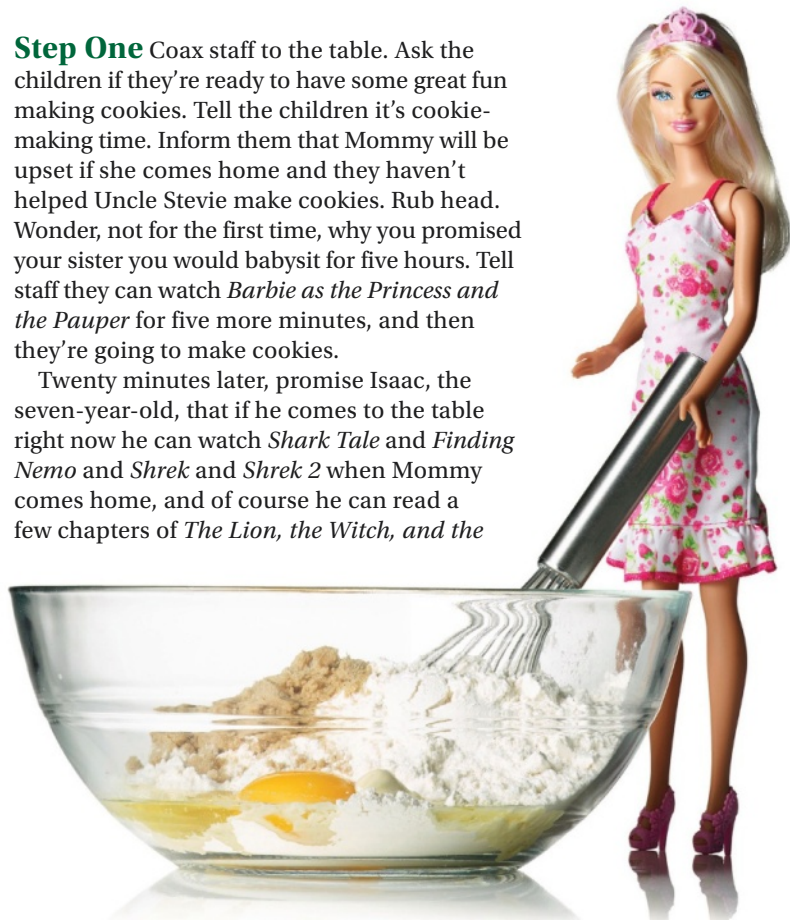 Step One Coax staff to the table. Ask the
children if they’re ready to have some great fun
making cookies. Tell the children it’s cookie-
making time. Inform them that Mommy will be
upset if she comes home and they haven’t
helped Uncle Stevie make cookies. Rub head.
Wonder, not for the first time, why you promised
your sister you would babysit for five hours. Tell
staff they can watch Barbie as the Princess and
the Pauper for five more minutes, and then
they’re going to make cookies.
Twenty minutes later, promise Isaac, the
seven-year-old, that if he comes to the table
right now he can watch Shark Tale and Finding
Nemo and Shrek and Shrek 2 when Mommy
comes home, and of course he can read a
few chapters of The Lion, the Witch, and the